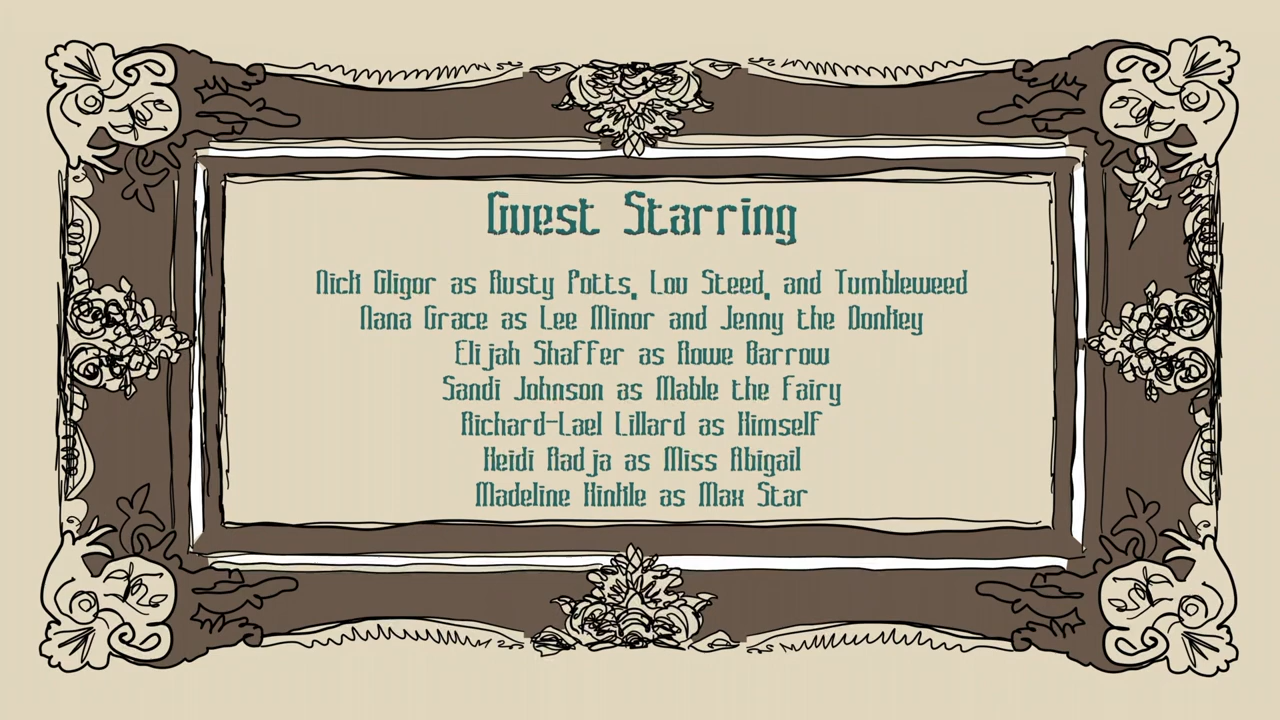 Guest Starring
Nick Gligor as Rusty Potts, Lou Steed, and Tumbleweed
Nana Grace as Lee Minor and Jenny the Donkey
Elijah Shaffer as Rowe Barrow
Sandi Johnson as Mable the Fairy
Richard-Lael Lillard as Himself
Heidi Radja as Miss Abigail
Madeline Hinkle as Max Star